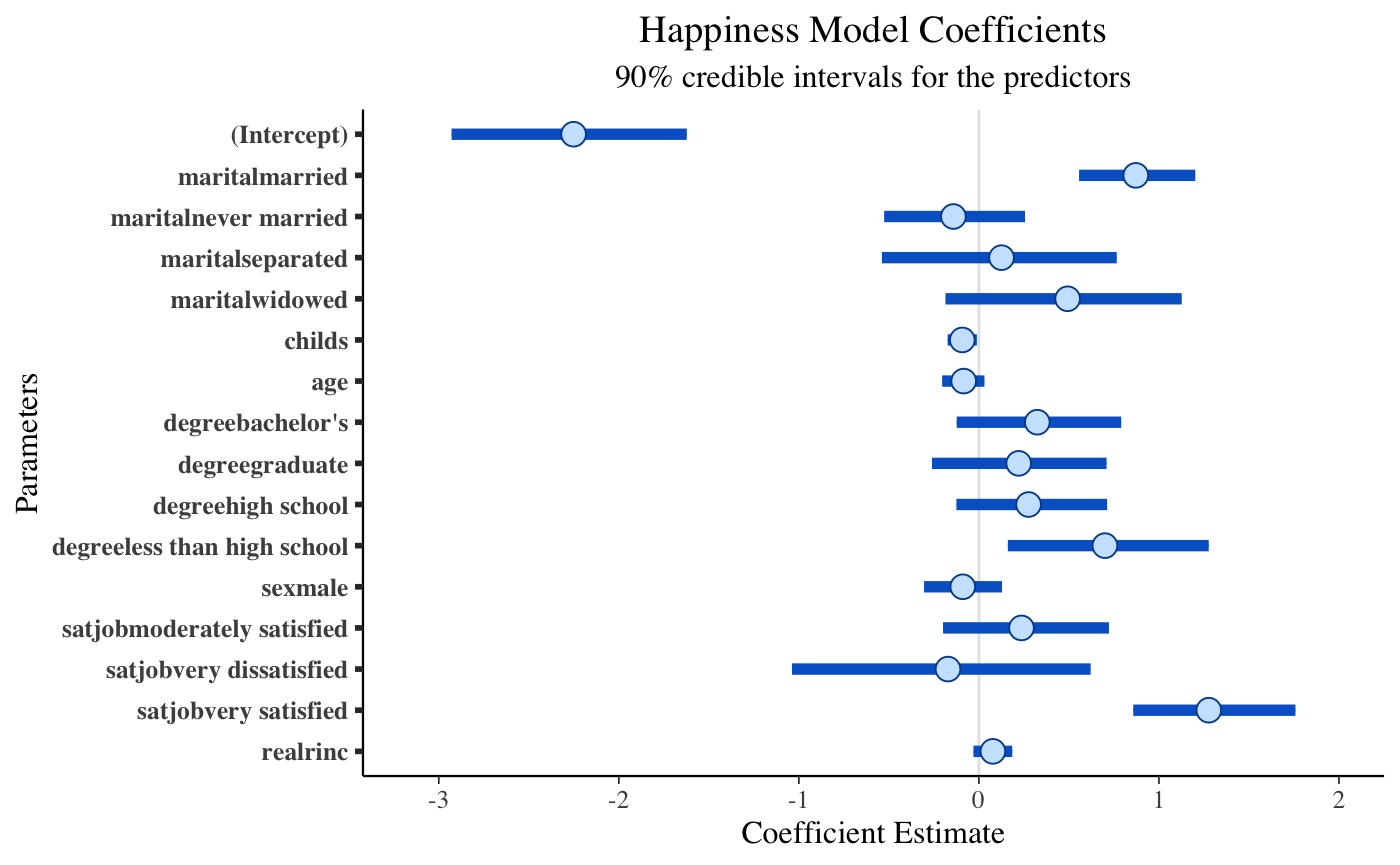 Happiness Model Coefficients
90% credible intervals for the predictors
Parameters
(Intercept)
maritalmarried
maritalnever married
maritalseparated
maritalwidowed
childs
age
degreebachelor's
degreegraduate
degreehigh school
degreeless than high school
sexmale
satjobmoderately satisfied
satjobvery dissatisfied
satjobvery satisfied
realrinc
-3 -2 -1 0 1 2
Coefficient Estimate